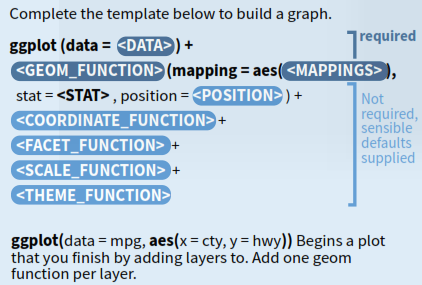 Complete the template below to build a graph.
required
ggplot (data = <DATA>) +
<GEOM_FUNCTION>(mapping = aes(<MAPPINGS>),
stat = <STAT> , position = <POSITION> ) +
Not
required,
sensible
defaults
supplied
<COORDINATE_FUNCTION> +
<FACET_FUNCTION> +
<SCALE_FUNCTION> +
<THEME_FUNCTION>
ggplot(data = mpg, aes(x = cty, y = hwy)) Begins a plot
that you finish by adding layers to. Add one geom
function per layer.